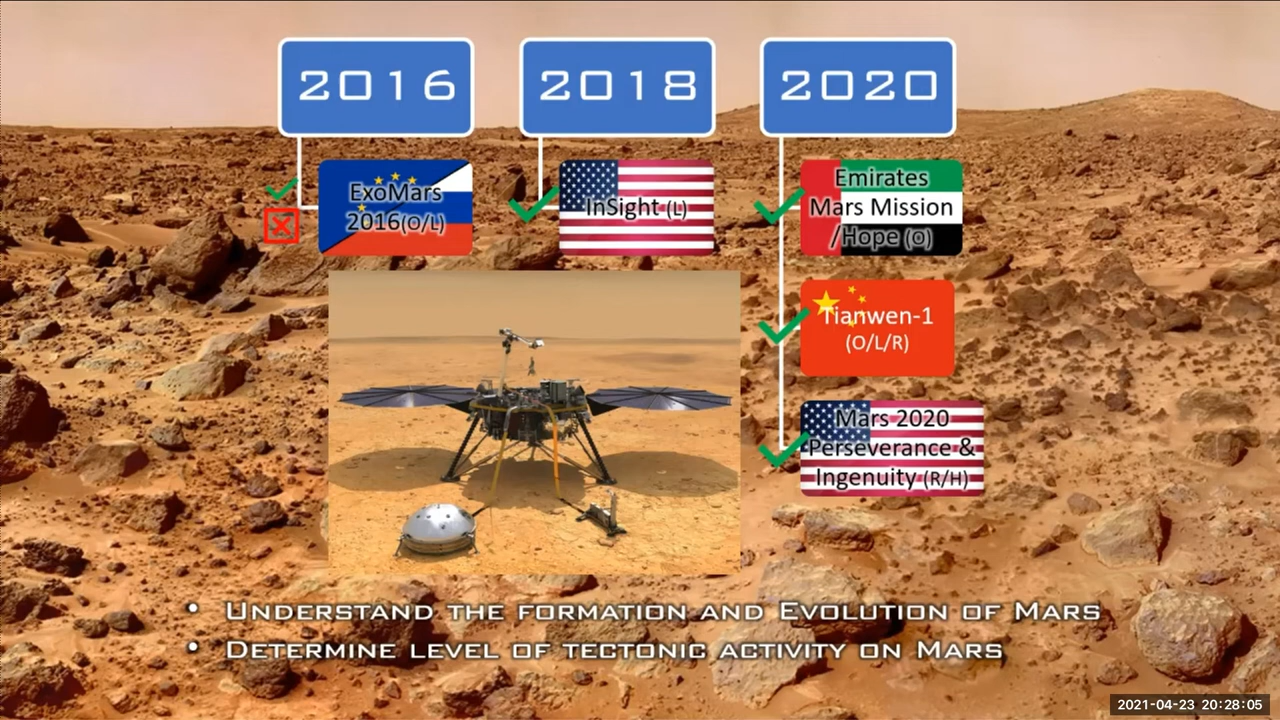 2016
2018
2020
ExoMars
2016(O/L)
InSight (L)
Emirates
Mars Mission
/Hope (O)
Tianwen-1
(O/L/R)
Mars 2020
Perseverance &
Ingenuity (R/H)
• Understand the formation and Evolution of Mars
• Determine level of tectonic activity on Mars
2021-04-23 20:28:05